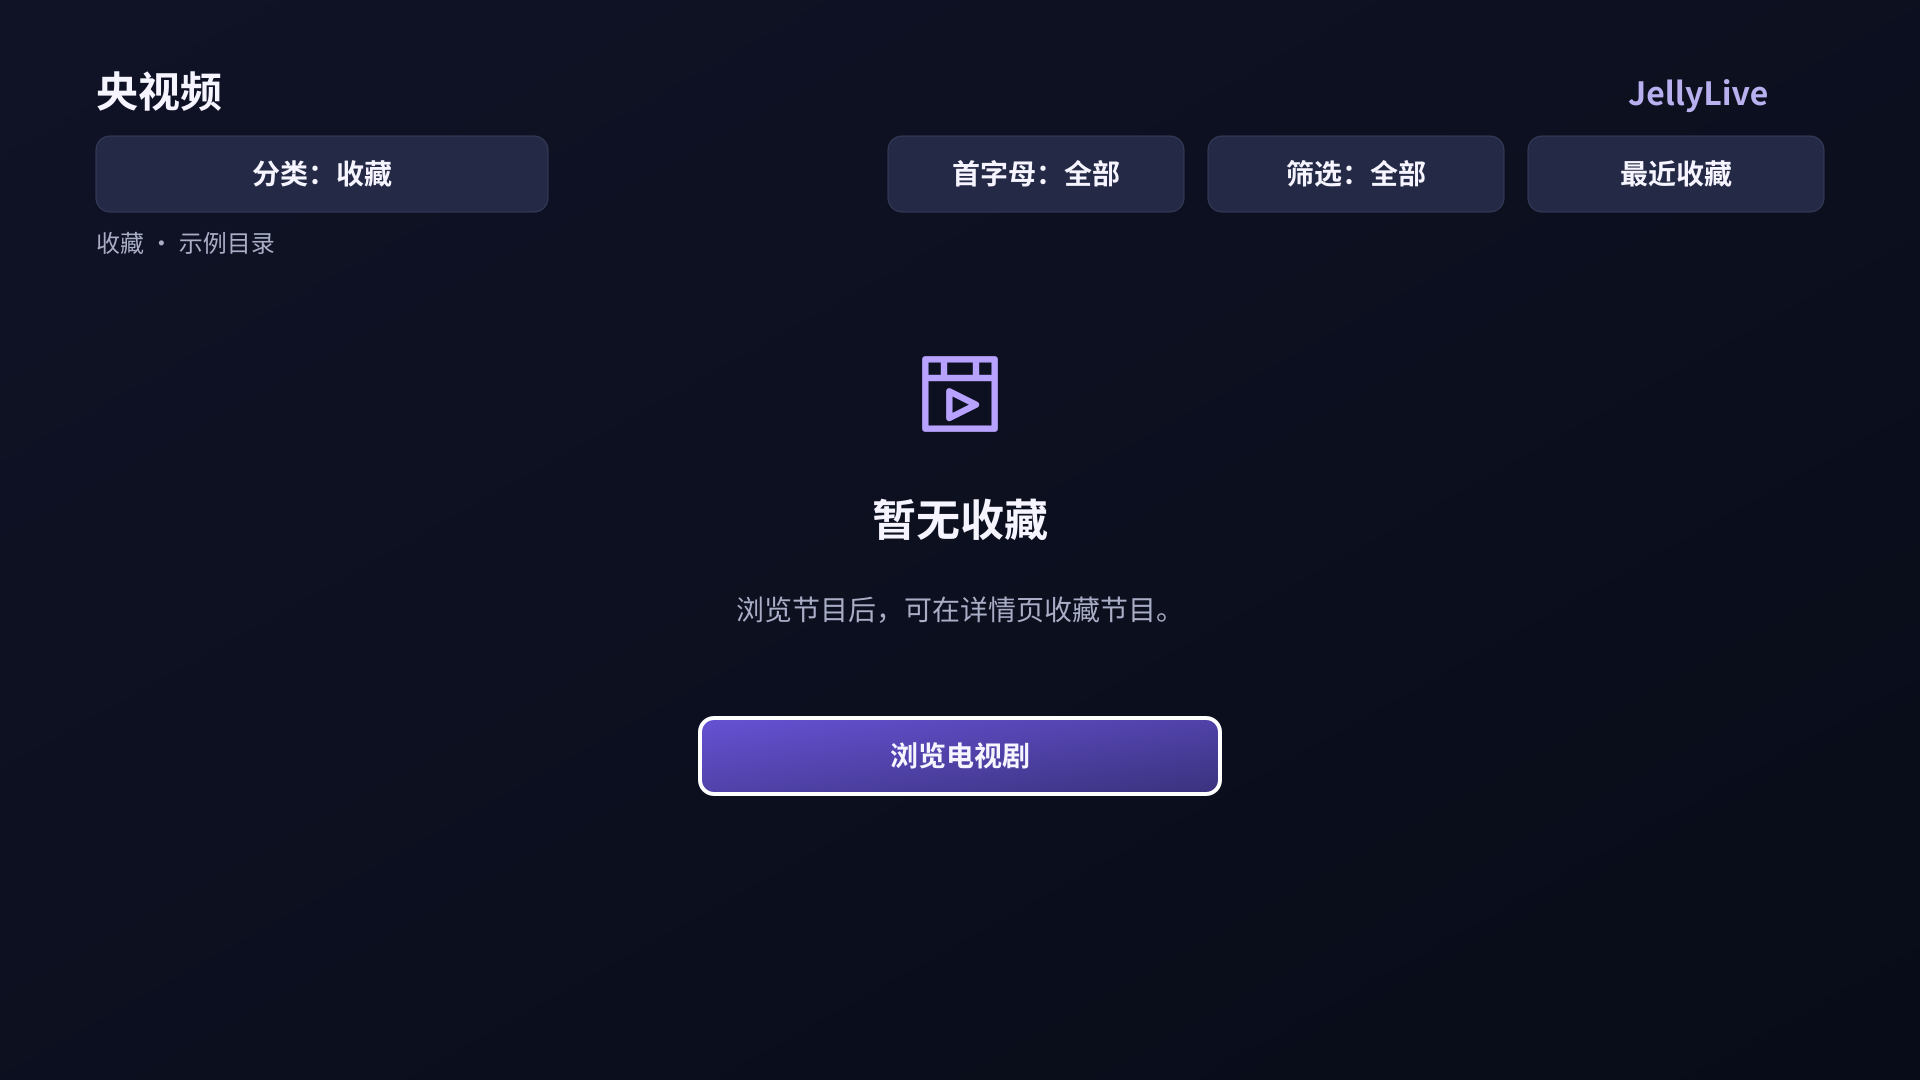 央视频
JellyLive
分类：收藏
首字母：全部
筛选：全部
最近收藏
收藏 · 示例目录
暂无收藏
浏览节目后，可在详情页收藏节目。
浏览电视剧